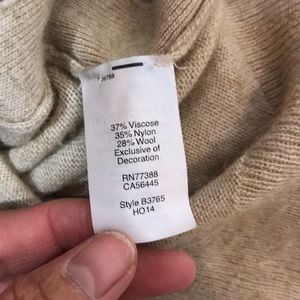 37% Viscose
35% Nylon
28% Wool
Exclusive of
Decoration
RN77388
CA56445
Style B3765
HO14